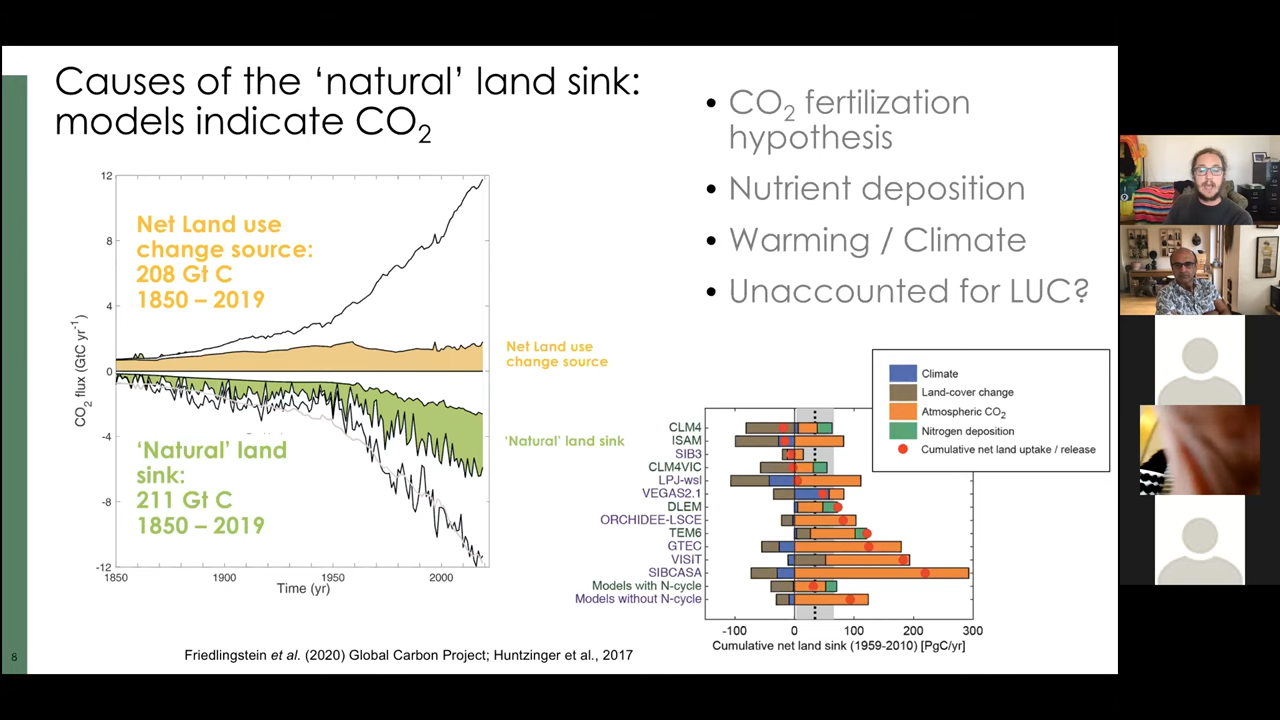 Causes of the ‘natural’ land sink:
models indicate CO2
• CO2 fertilization
hypothesis
• Nutrient deposition
• Warming / Climate
• Unaccounted for LUC?
12
8
4
0
-4
-8
-12
CO2 flux (GtC yr-1)
Net Land use
change source:
208 Gt C
1850 – 2019
‘Natural’ land
sink:
211 Gt C
1850 – 2019
1850
1900
1950
2000
Time (yr)
Net Land use
change source
‘Natural’ land sink
Climate
Land-cover change
Atmospheric CO2
Nitrogen deposition
Cumulative net land uptake / release
CLM4
ISAM
SIB3
CLM4VIC
LPJ-wsl
VEGAS2.1
DLEM
ORCHIDEE-LSCE
TEM6
GTEC
VISIT
SIBCASA
Models with N-cycle
Models without N-cycle
-100
0
100
200
300
Cumulative net land sink (1959-2010) [PgC/yr]
Friedlingstein et al. (2020) Global Carbon Project; Huntzinger et al., 2017
8